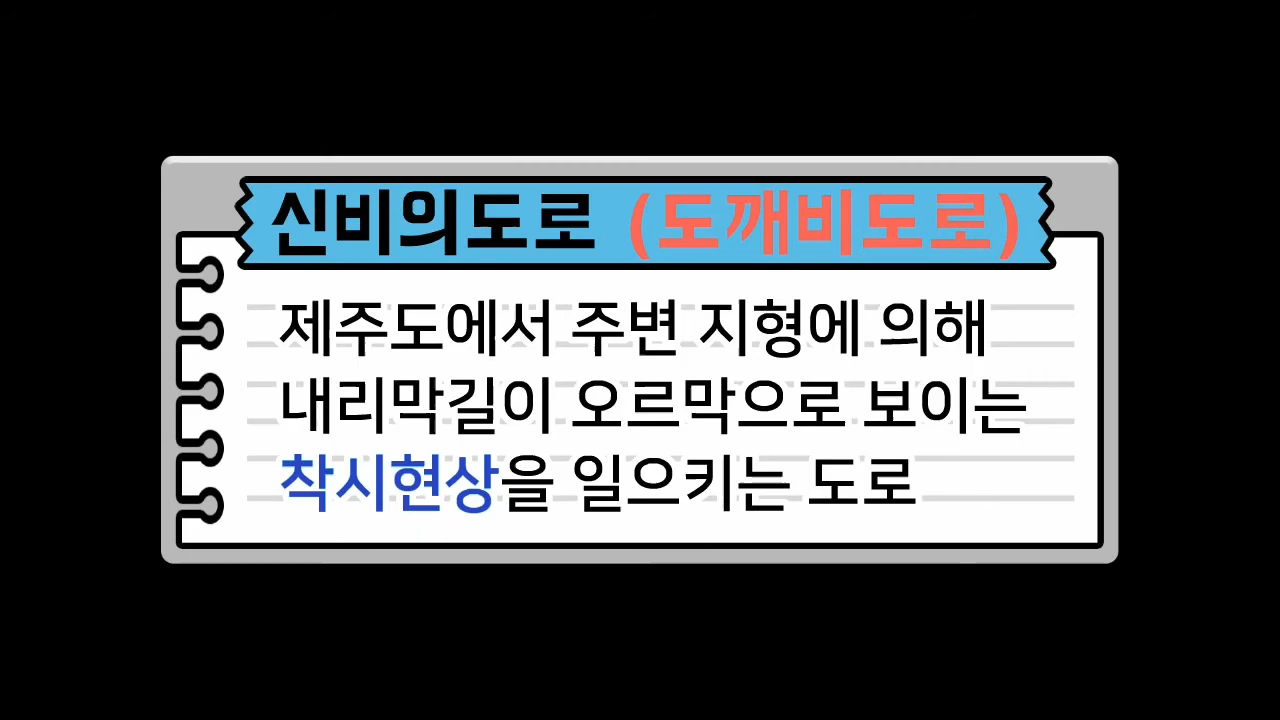 신비의도로 (도깨비도로)
제주도에서 주변 지형에 의해
내리막길이 오르막으로 보이는
착시현상을 일으키는 도로